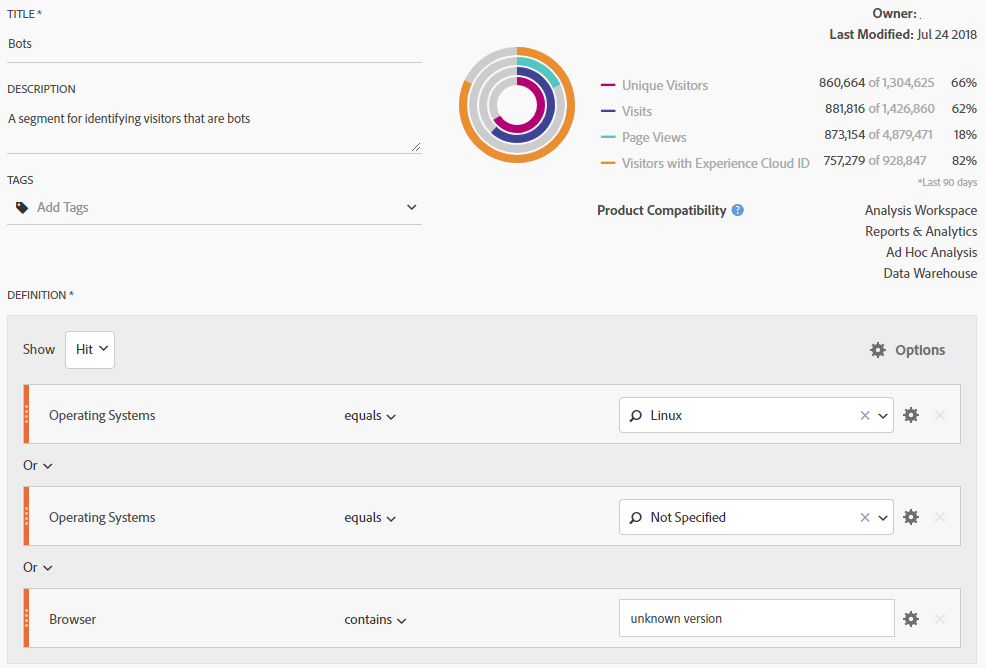 TITLE *
Bots
DESCRIPTION
A segment for identifying visitors that are bots
TAGS
Add Tags
Owner: .
Last Modified: Jul 24 2018
Unique Visitors 860,664 of 1,304,625 66%
Visits 881,816 of 1,426,860 62%
Page Views 873,154 of 4,879,471 18%
Visitors with Experience Cloud ID 757,279 of 928,847 82%
*Last 90 days
Product Compatibility ? Analysis Workspace
Reports & Analytics
Ad Hoc Analysis
Data Warehouse
DEFINITION *
Show Hit Options
Operating Systems equals Linux
Or
Operating Systems equals Not Specified
Or
Browser contains unknown version